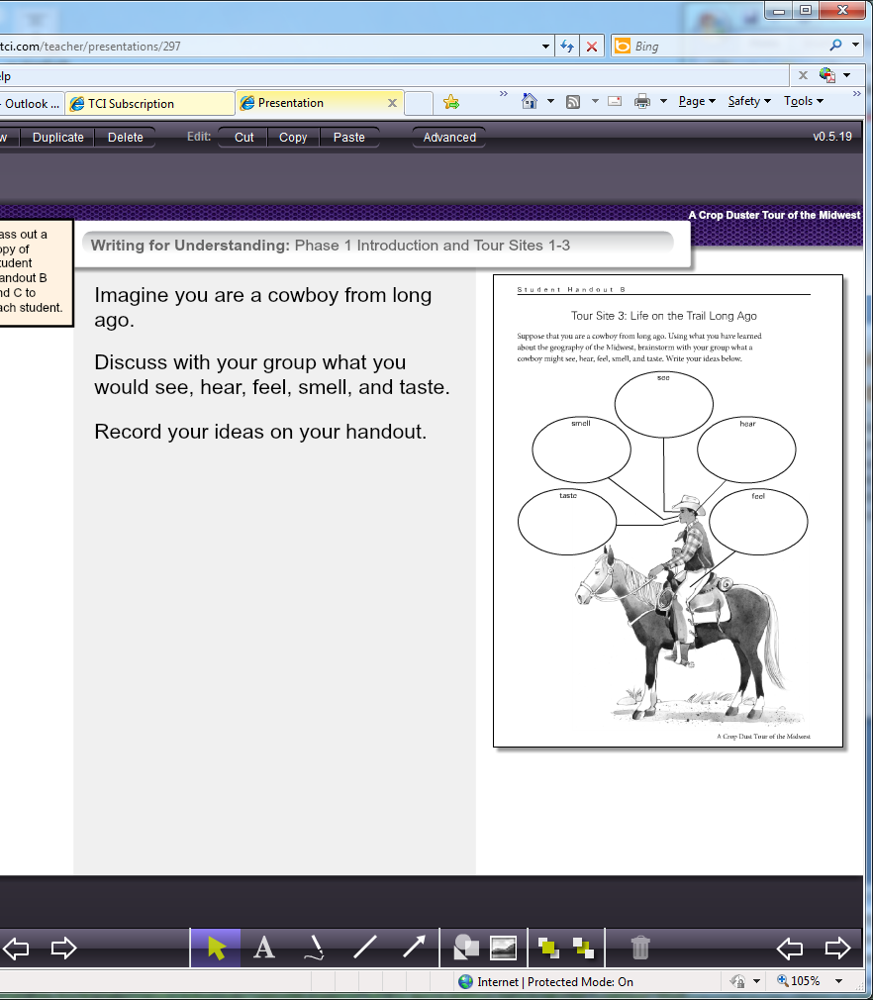 tci.com/teacher/presentations/297
Bing
elp
- Outlook ...
TCI Subscription
Presentation
Page
Safety
Tools
w
Duplicate
Delete
Edit:
Cut
Copy
Paste
Advanced
v0.5.19
A Crop Duster Tour of the Midwest
ass out a
opy of
tudent
andout B
nd C to
ach student.
Writing for Understanding: Phase 1 Introduction and Tour Sites 1-3
Imagine you are a cowboy from long
ago.
Discuss with your group what you
would see, hear, feel, smell, and taste.
Record your ideas on your handout.
Student Handout B
Tour Site 3: Life on the Trail Long Ago
Suppose that you are a cowboy from long ago. Using what you have learned
about the geography of the Midwest, brainstorm with your group what a
cowboy might see, hear, feel, smell, and taste. Write your ideas below.
see
smell
hear
taste
feel
A Crop Dust Tour of the Midwest
A
Internet | Protected Mode: On
105%